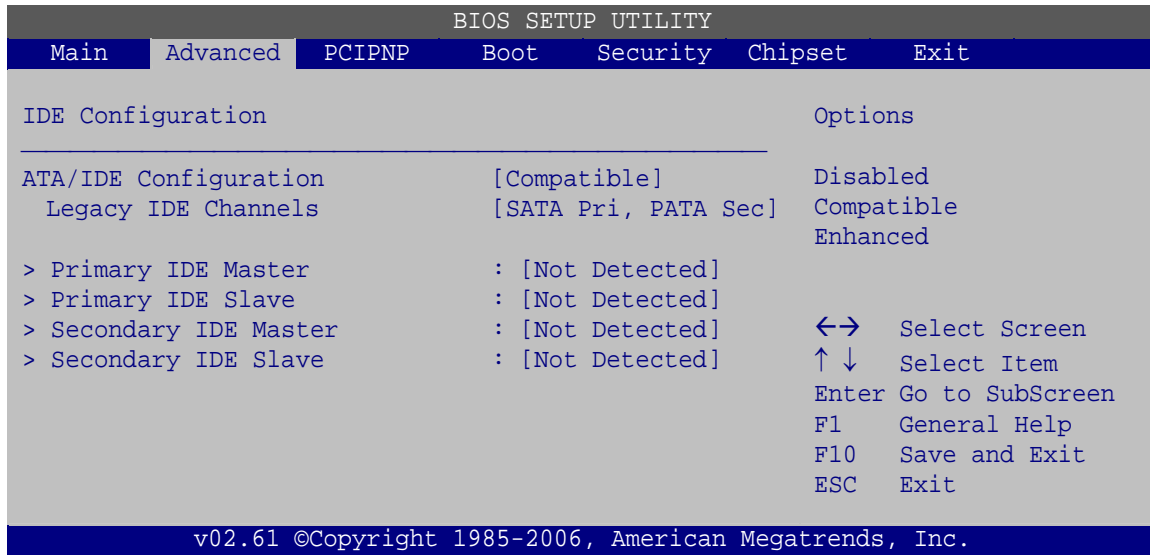 BIOS SETUP UTILITY
Main Advanced PCIPNP Boot Security Chipset Exit
IDE Configuration
ATA/IDE Configuration [Compatible]
Legacy IDE Channels [SATA Pri, PATA Sec]
> Primary IDE Master : [Not Detected]
> Primary IDE Slave : [Not Detected]
> Secondary IDE Master : [Not Detected]
> Secondary IDE Slave : [Not Detected]
Options
Disabled
Compatible
Enhanced
←→ Select Screen
↑ ↓ Select Item
Enter Go to SubScreen
F1 General Help
F10 Save and Exit
ESC Exit
v02.61 ©Copyright 1985-2006, American Megatrends, Inc.